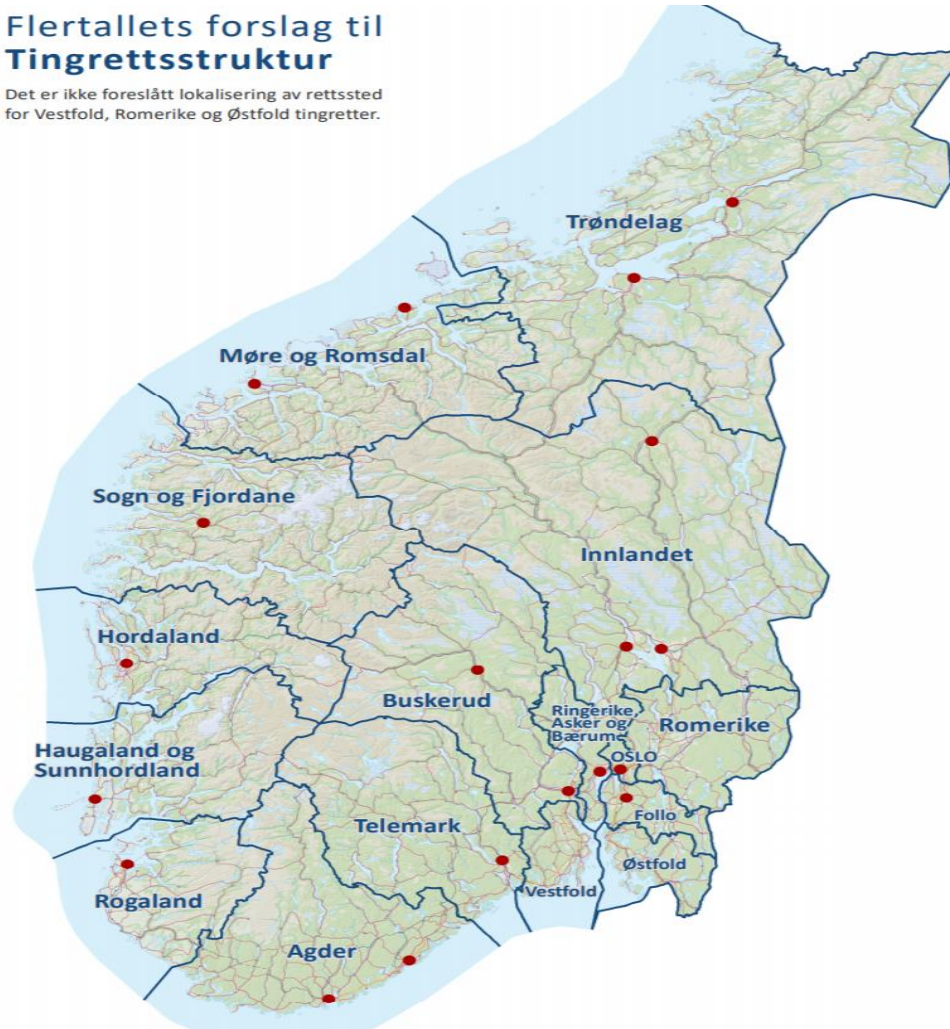 Flertallets forslag til
Tingrettsstruktur
Det er ikke foreslått lokalisering av rettssted
for Vestfold, Romerike og Østfold tingretter.
Trøndelag
Møre og Romsdal
Sogn og Fjordane
Innlandet
Hordaland
Buskerud
Ringerike,
Asker og
Bærum
Romerike
Haugaland og
Sunnhordland
OSLO
Follo
Telemark
Østfold
Vestfold
Rogaland
Agder